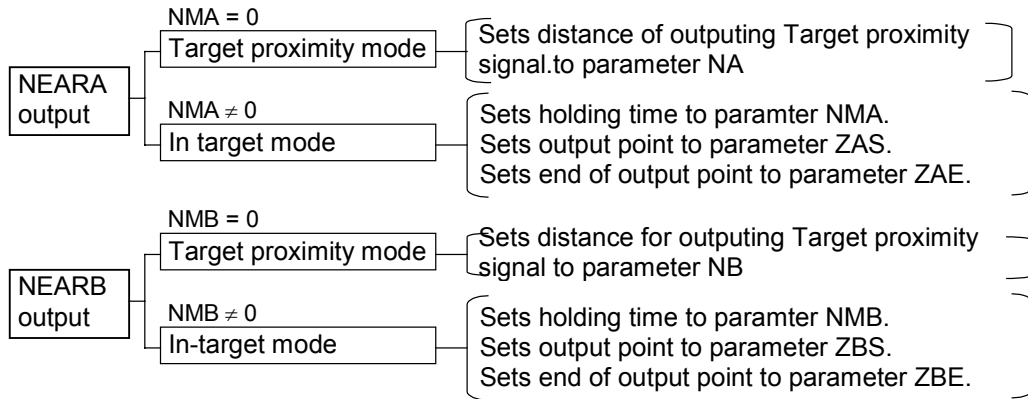 NMA = 0
Target proximity mode
Sets distance of outputing Target proximity
signal.to parameter NA
NEARA
output
NMA ≠ 0
In target mode
Sets holding time to paramter NMA.
Sets output point to parameter ZAS.
Sets end of output point to parameter ZAE.
NMB = 0
Target proximity mode
Sets distance for outputing Target proximity
signal to parameter NB
NEARB
output
NMB ≠ 0
In-target mode
Sets holding time to paramter NMB.
Sets output point to parameter ZBS.
Sets end of output point to parameter ZBE.